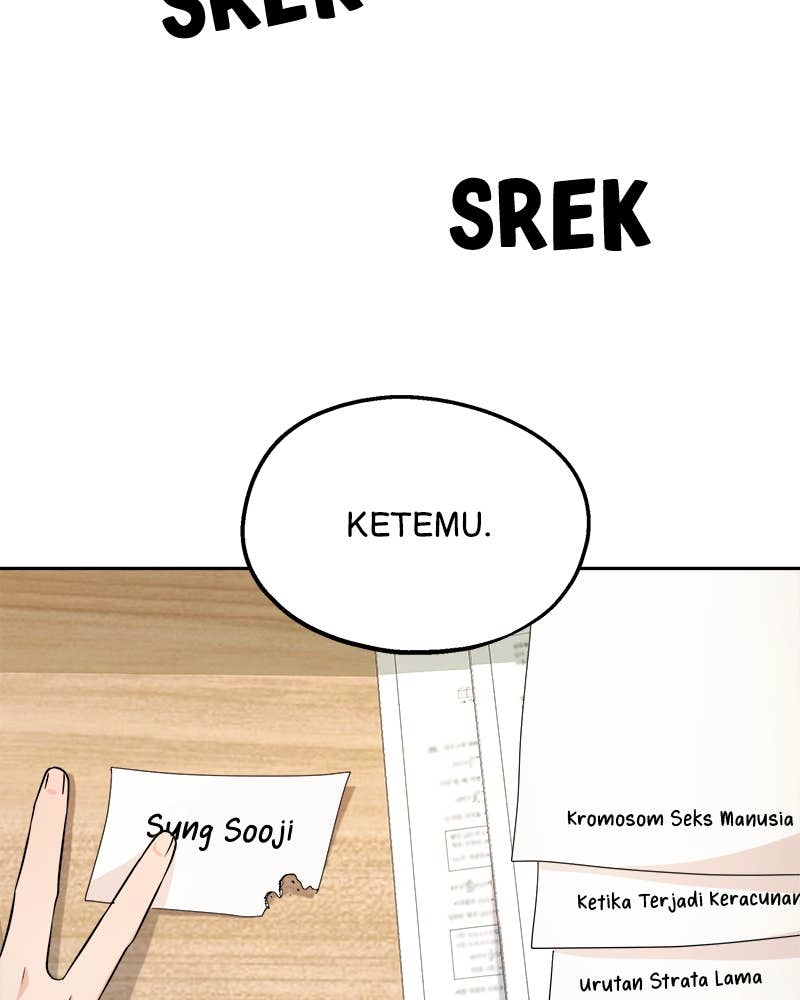 SREK
SREK
KETEMU.
Sung Sooji
Kromosom Seks Manusia
Ketika Terjadi Keracunan
Urutan Strata Lama